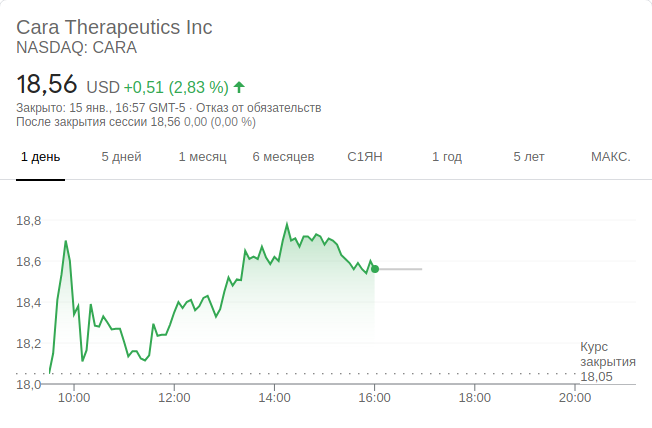 Cara Therapeutics Inc
NASDAQ: CARA
18,56 USD +0,51 (2,83 %)
Закрыто: 15 янв., 16:57 GMT-5 · Отказ от обязательств
После закрытия сессии 18,56 0,00 (0,00 %)
1 день 5 дней 1 месяц 6 месяцев С1ЯН 1 год 5 лет МАКС.
18,8
18,6
18,4
18,2
Курс
закрытия
18,05
18,0
10:00 12:00 14:00 16:00 18:00 20:00